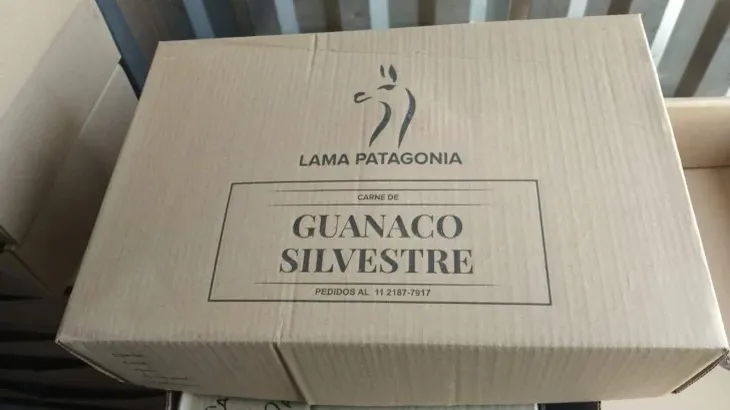 LAMA PATAGONIA
CARNE DE
GUANACO
SILVESTRE
PEDIDOS AL 11 2187-7917